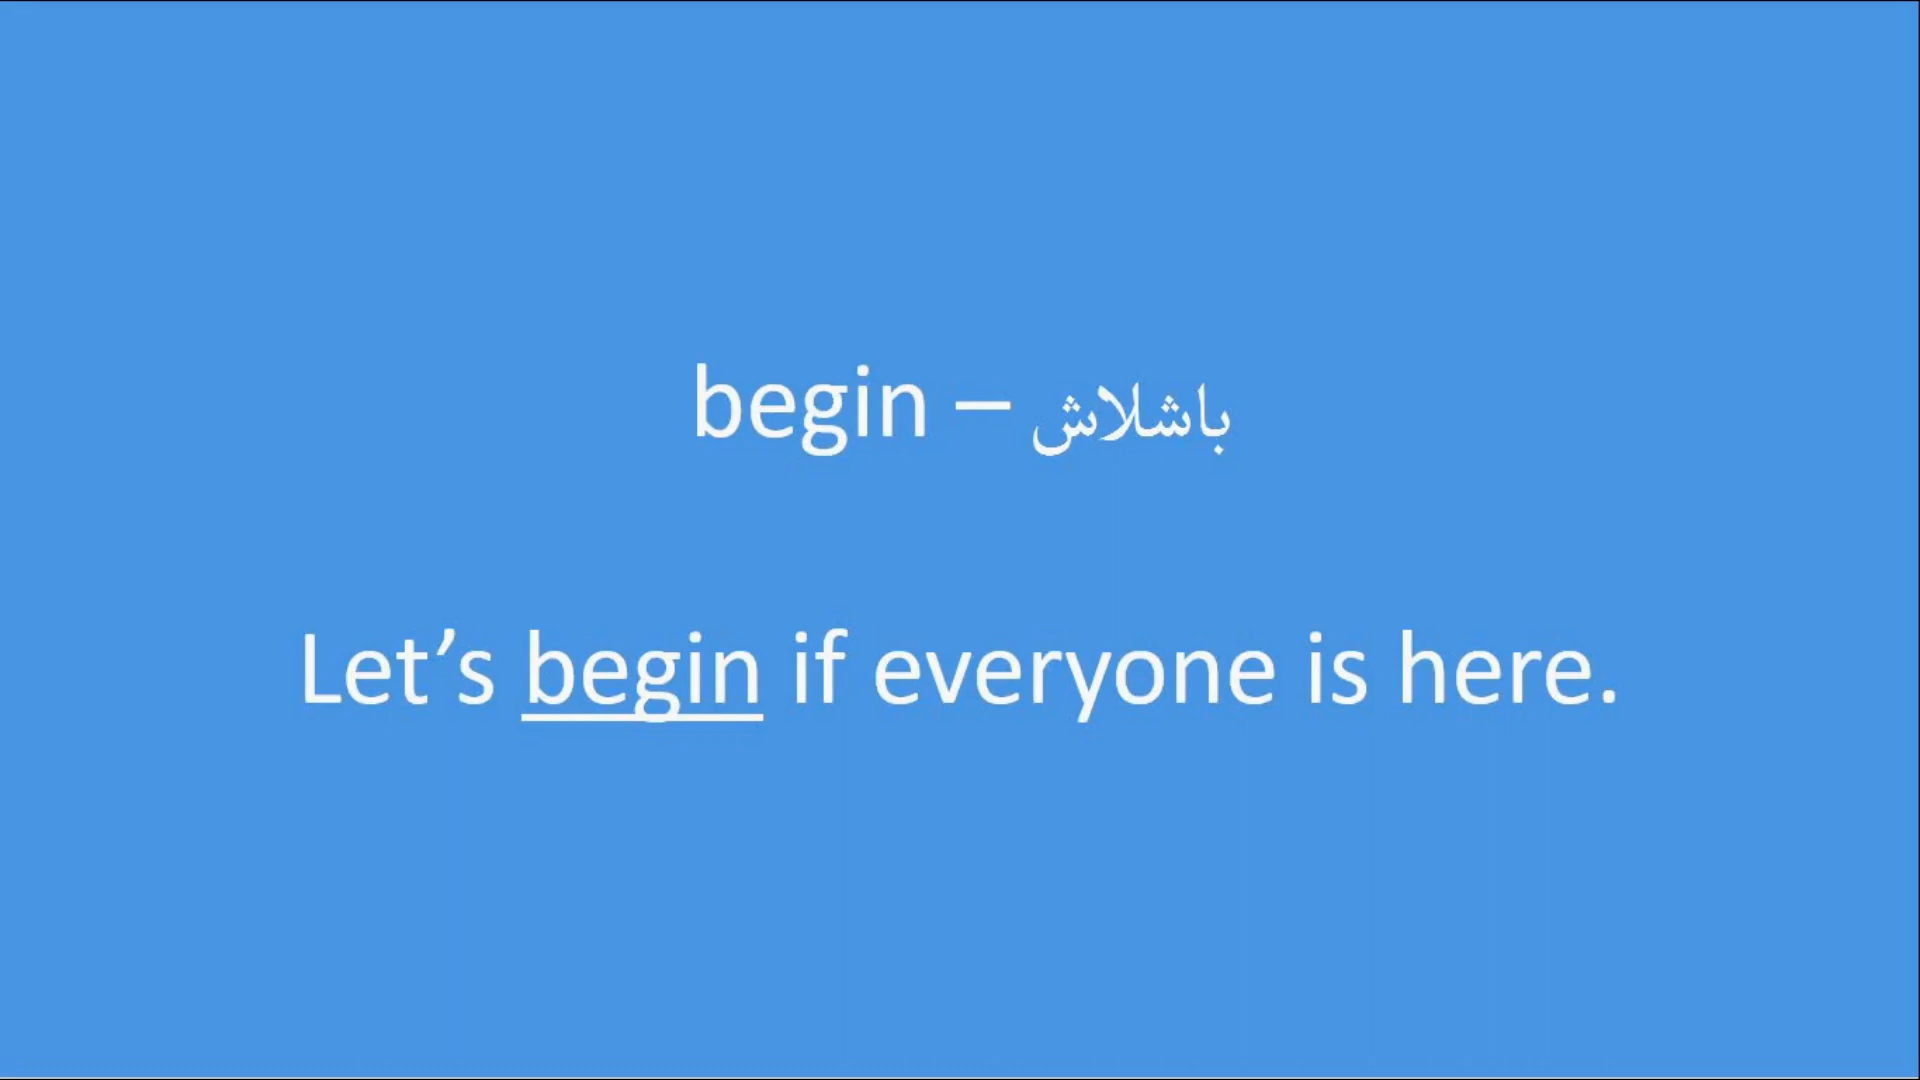 begin – باشلاش
Let’s begin if everyone is here.